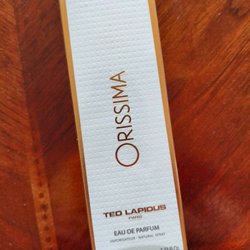 ORISSIMA
TED LAPIDUS
PARIS
EAU DE PARFUM
VAPORISATEUR - NATURAL SPRAY